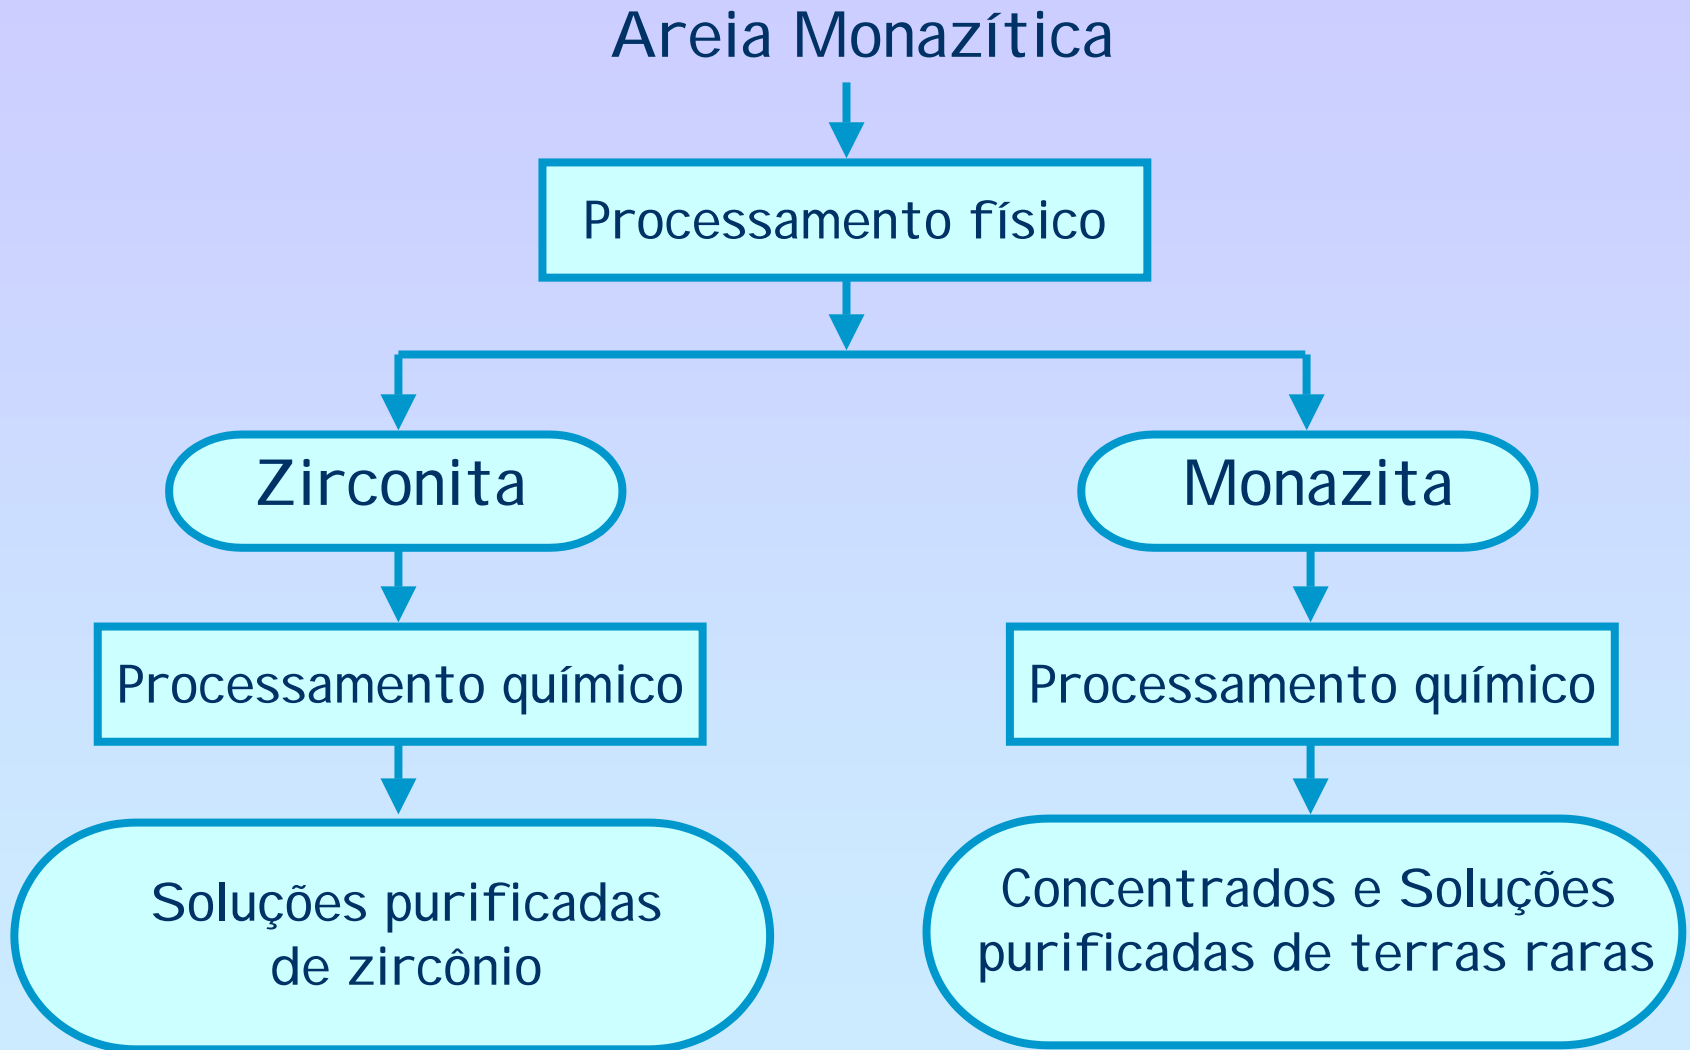 Areia Monazítica
Processamento físico
Zirconita
Monazita
Processamento químico
Processamento químico
Soluções purificadas
de zircônio
Concentrados e Soluções
purificadas de terras raras